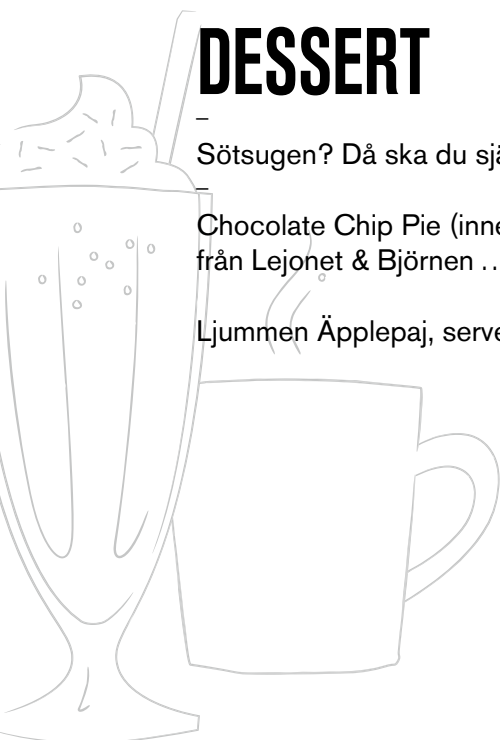 DESSERT
–
Sötsugen? Då ska du sjä
–
Chocolate Chip Pie (inne
från Lejonet & Björnen ..
Ljummen Äpplepaj, serve